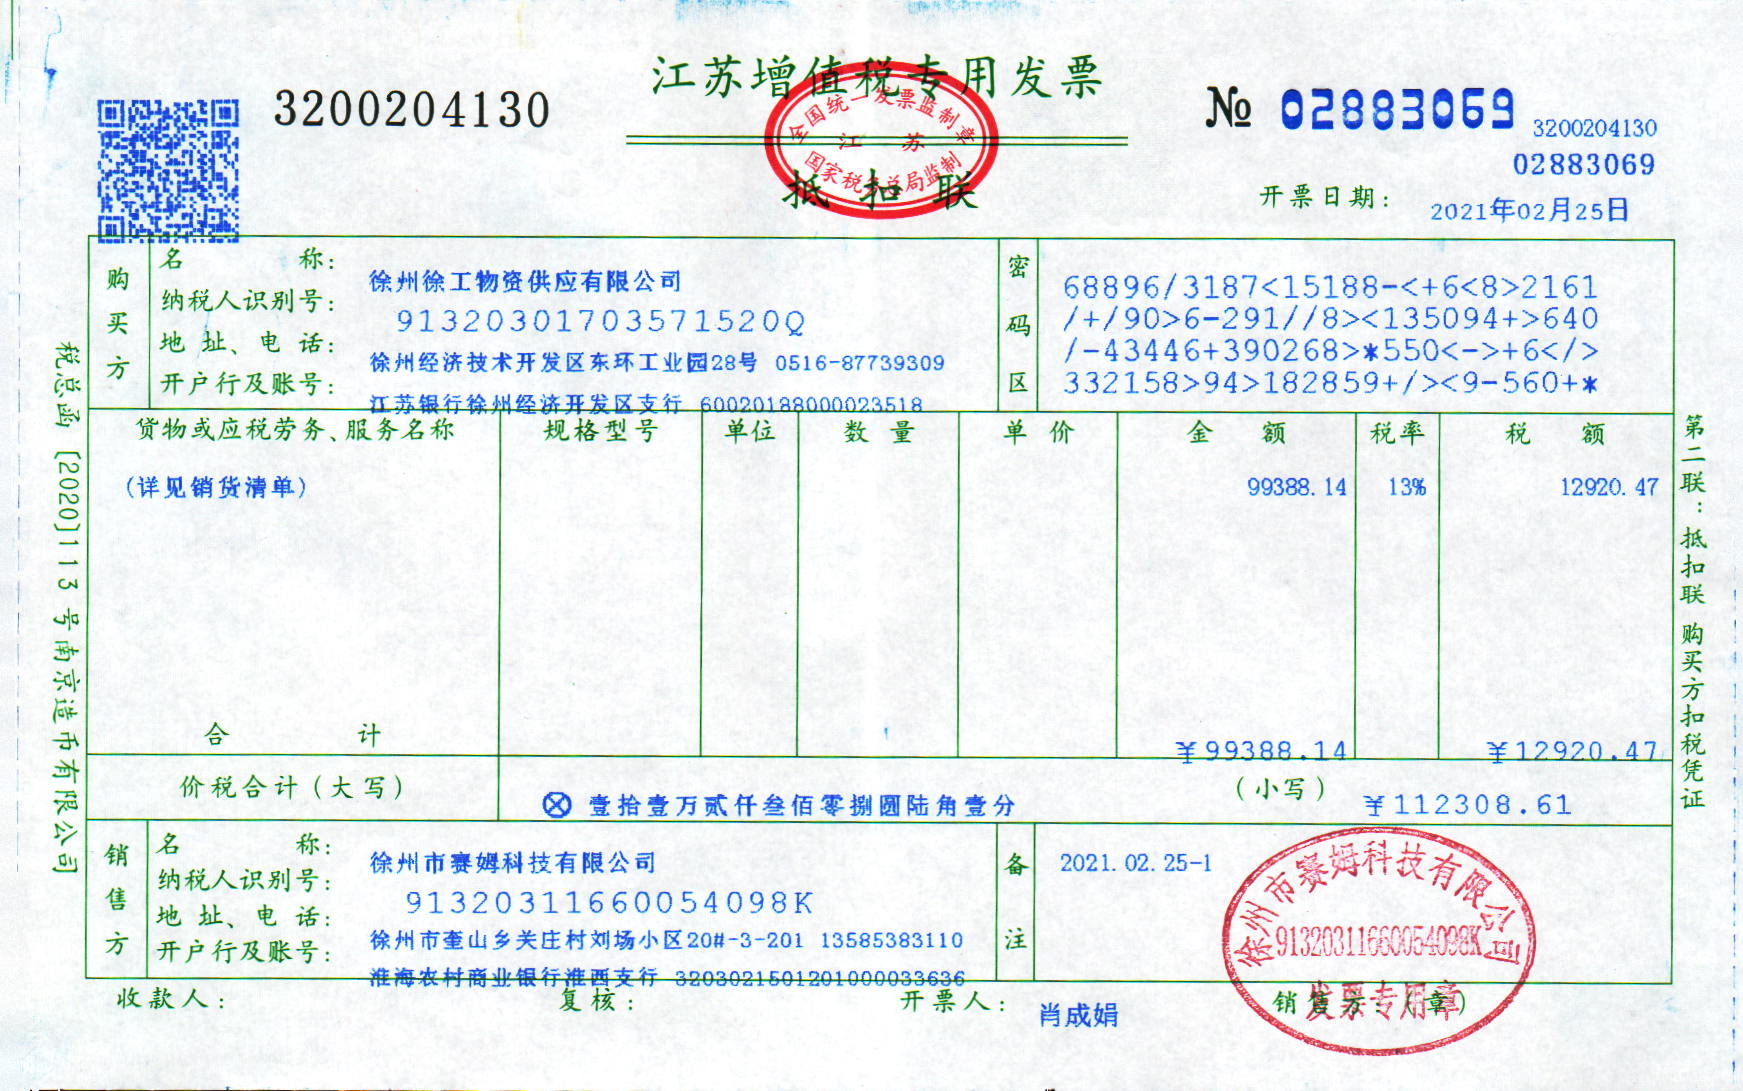 江苏增值税专用发票
3200204130
№ 02883069
3200204130
02883069
全国统一发票监制章
江苏
国家税务总局监制
抵扣联
开票日期: 2021年02月25日
购买方
名称: 徐州徐工物资供应有限公司
纳税人识别号: 91320301703571520Q
地址、电话: 徐州经济技术开发区东环工业园28号 0516-87739309
开户行及账号: 江苏银行徐州经济开发区支行 60020188000023518
密码区
68896/3187<15188-<+6<8>2161
/+/90>6-291//8><135094+>640
/-43446+390268>*550<->+6</>
332158>94>182859+/><9-560+*
货物或应税劳务、服务名称 规格型号 单位 数量 单价 金额 税率 税额
(详见销货清单) 99388.14 13% 12920.47
合计 ¥99388.14 ¥12920.47
价税合计(大写) ⊗ 壹拾壹万贰仟叁佰零捌圆陆角壹分 (小写) ¥112308.61
销售方
名称: 徐州市赛姆科技有限公司
纳税人识别号: 91320311660054098K
地址、电话: 徐州市奎山乡关庄村刘场小区20#-3-201 13585383110
开户行及账号: 淮海农村商业银行淮西支行 3203021501201000033636
备注
2021.02.25-1
徐州市赛姆科技有限公司
91320311660054098K
发票专用章
收款人: 复核: 开票人: 肖成娟 销售方:(章)
税总函[2020]113号南京造币有限公司
第二联:抵扣联 购买方扣税凭证